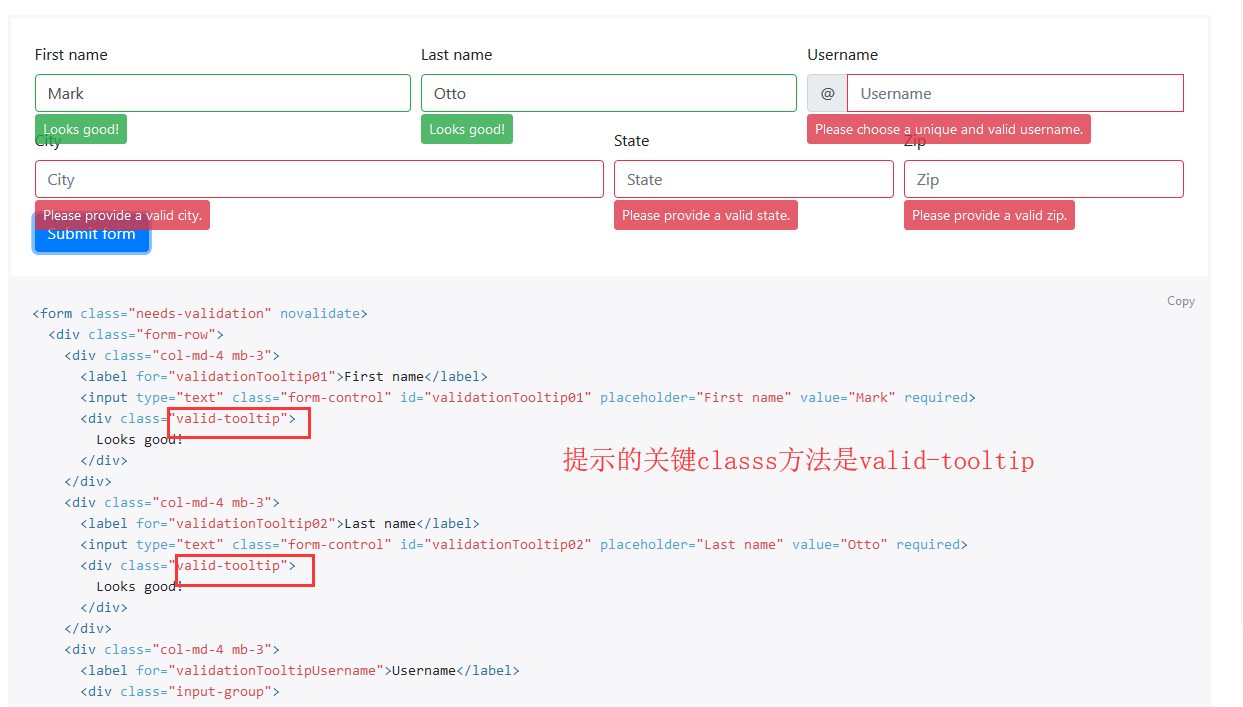 First name Last name Username
Mark Otto @ Username
Looks good! Looks good! Please choose a unique and valid username.
City State Zip
City State Zip
Please provide a valid city. Please provide a valid state. Please provide a valid zip.
Submit form
Copy
<form class="needs-validation" novalidate>
<div class="form-row">
<div class="col-md-4 mb-3">
<label for="validationTooltip01">First name</label>
<input type="text" class="form-control" id="validationTooltip01" placeholder="First name" value="Mark" required>
<div class="valid-tooltip">
Looks good!
提示的关键classs方法是valid-tooltip
</div>
</div>
<div class="col-md-4 mb-3">
<label for="validationTooltip02">Last name</label>
<input type="text" class="form-control" id="validationTooltip02" placeholder="Last name" value="Otto" required>
<div class="valid-tooltip">
Looks good!
</div>
</div>
<div class="col-md-4 mb-3">
<label for="validationTooltipUsername">Username</label>
<div class="input-group">